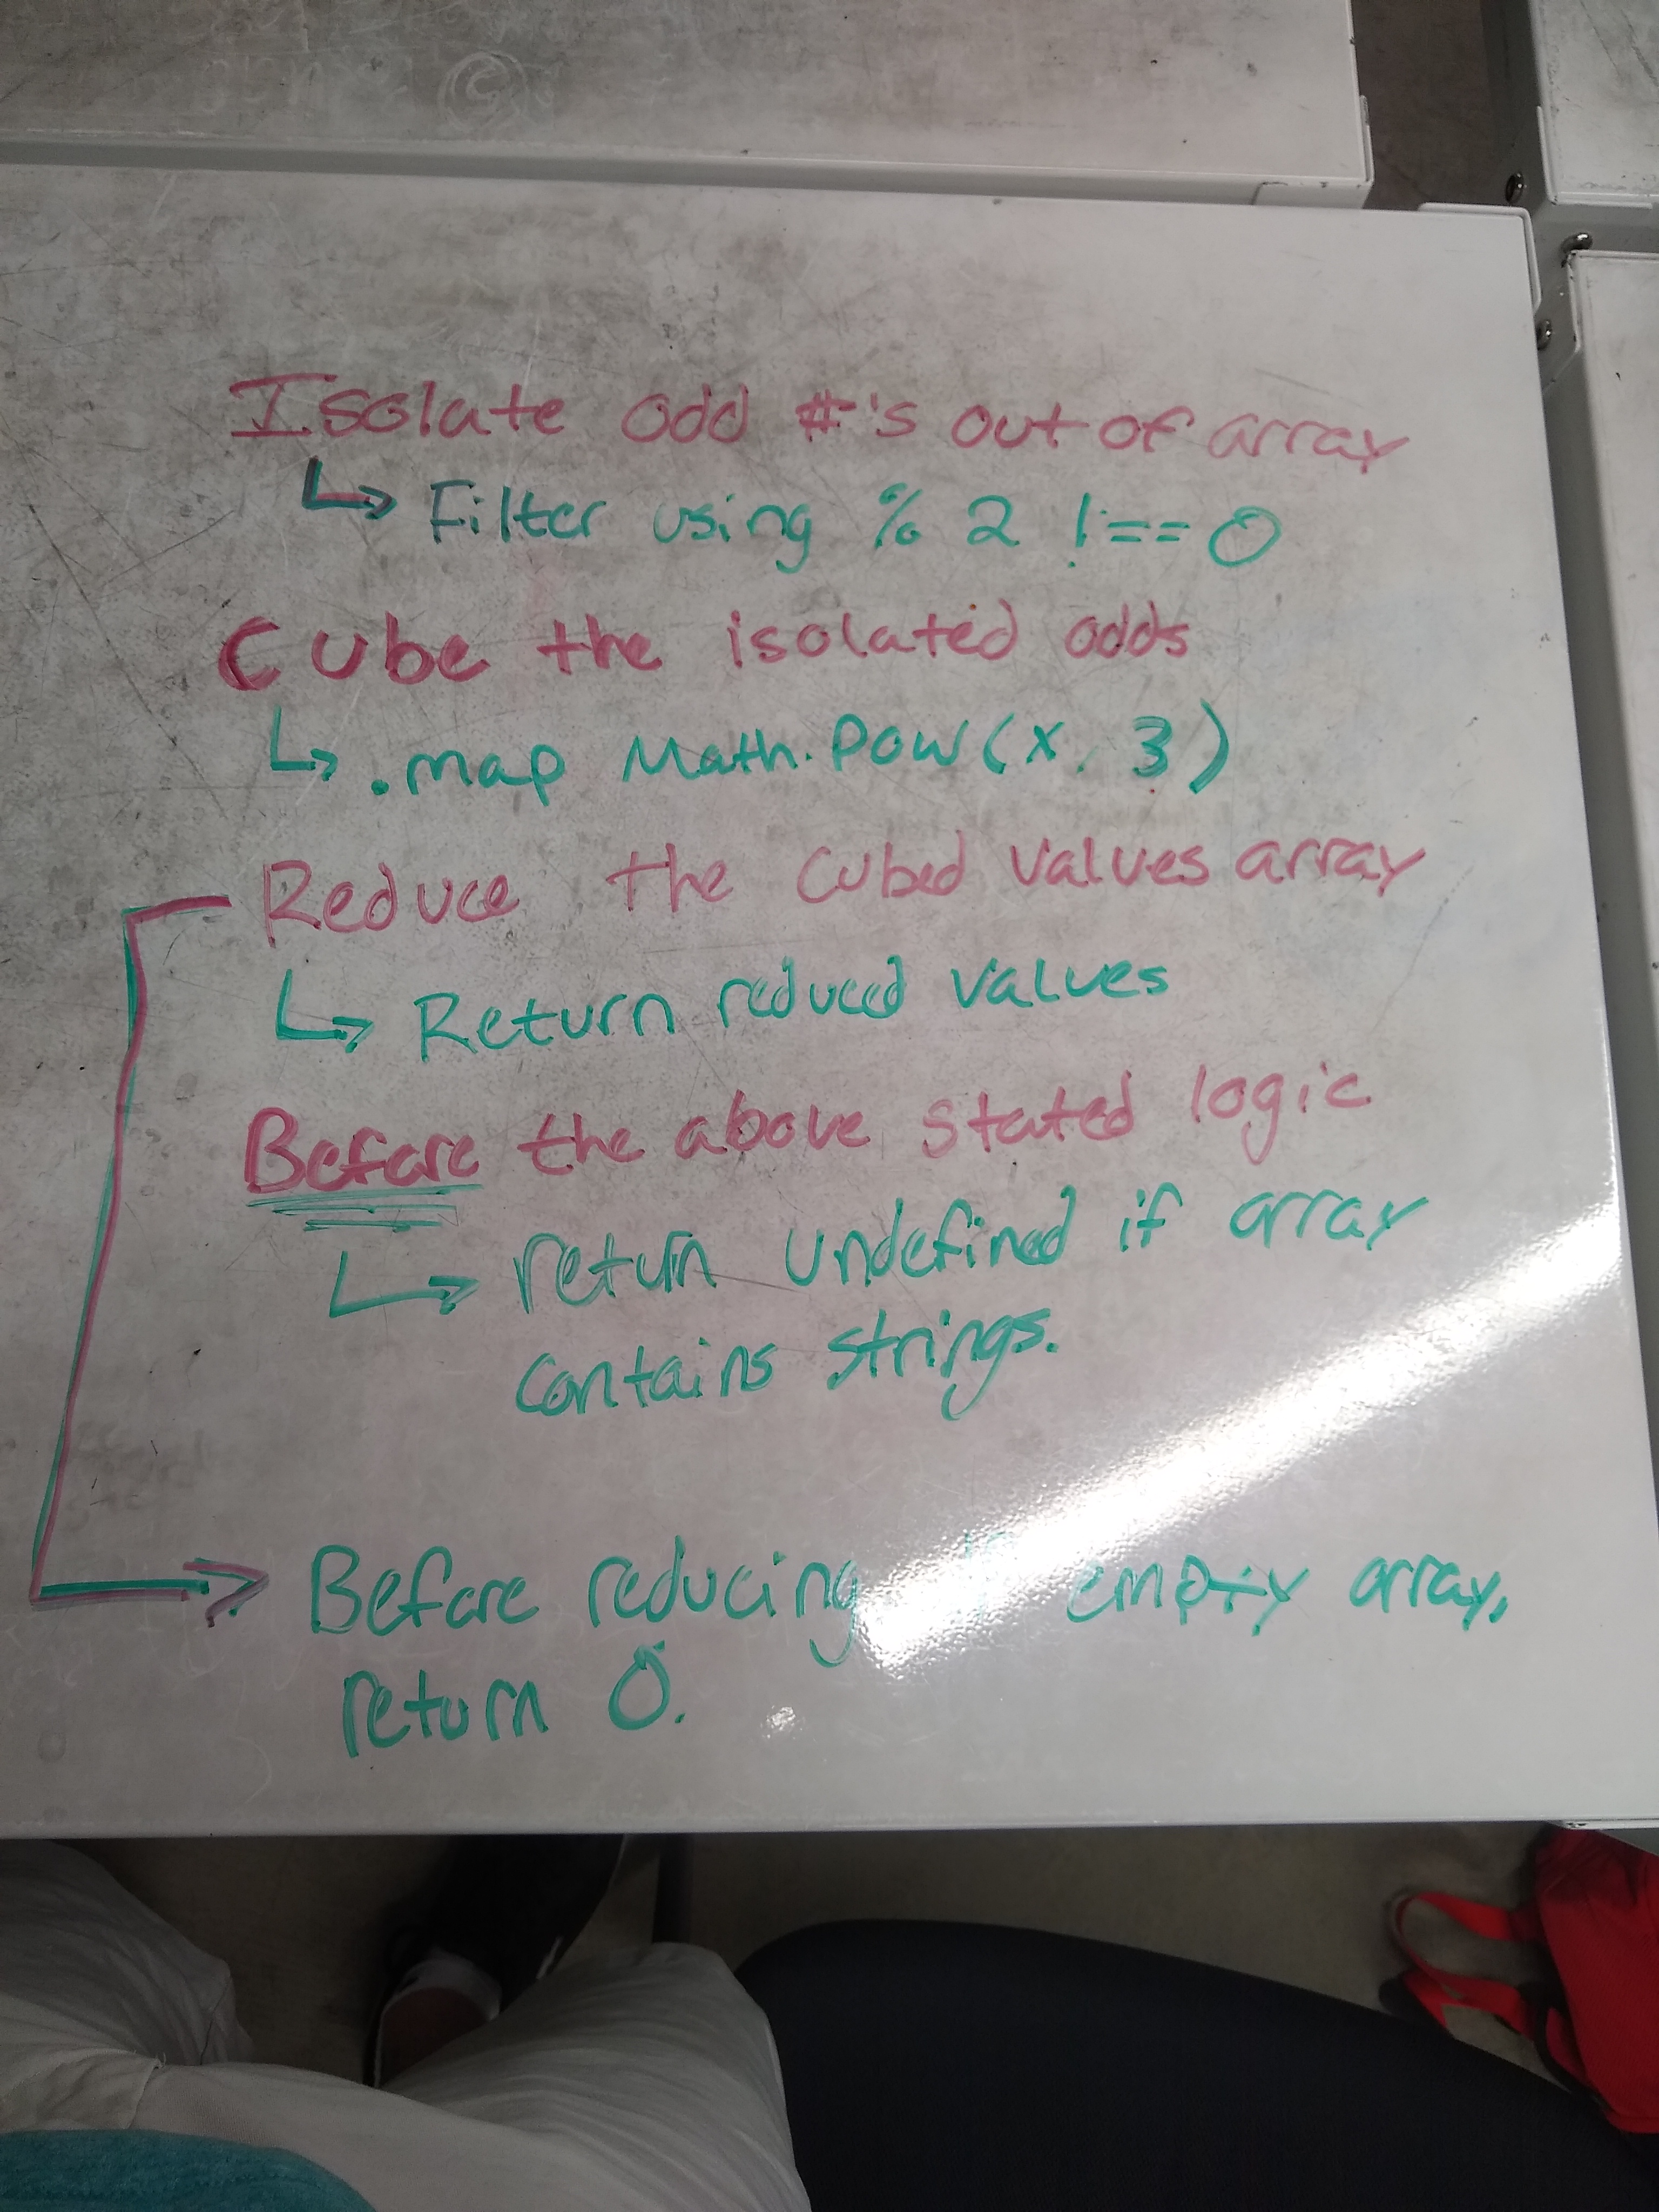 Isolate odd #'s out of array
Filter using % 2 !== 0
Cube the isolated odds
.map Math.Pow(x, 3)
Reduce the cubed values array
Return reduced values
Before the above stated logic
return undefined if array
contains strings.
Before reducing if empty array,
return 0.